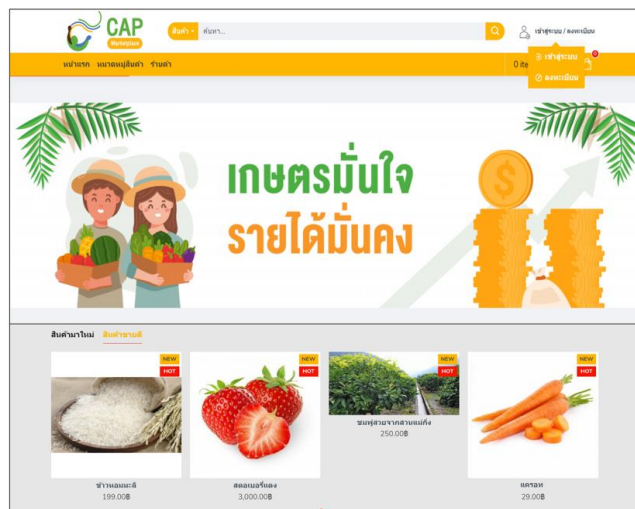 CAP
Marketplace
สินค้า
ค้นหา...
เข้าสู่ระบบ / ลงทะเบียน
เข้าสู่ระบบ
ลงทะเบียน
หน้าแรก หมวดหมู่สินค้า ร้านค้า
0 ite
0
เกษตรมั่นใจ
รายได้มั่นคง
สินค้ามาใหม่ สินค้าขายดี
NEW
HOT
NEW
HOT
NEW
HOT
NEW
HOT
ข้าวหอมมะลิ
199.00฿
สตอเบอรี่แดง
3,000.00฿
ชมพู่สวยจากสวนแม่กิ่ง
250.00฿
แครอท
29.00฿